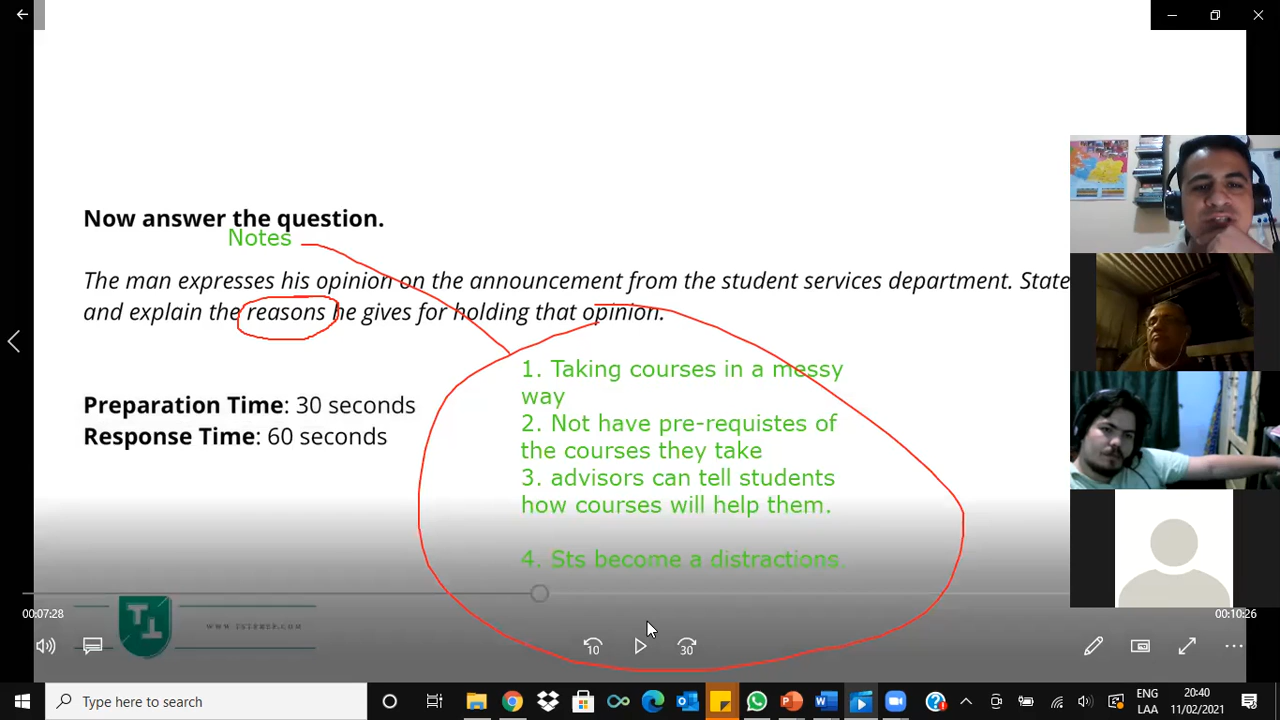 Now answer the question.
Notes
The man expresses his opinion on the announcement from the student services department. State
and explain the reasons he gives for holding that opinion.
1. Taking courses in a messy
way
2. Not have pre-requistes of
the courses they take
3. advisors can tell students
how courses will help them.
4. Sts become a distractions.
Preparation Time: 30 seconds
Response Time: 60 seconds
00:07:28
00:10:26
10
30
Type here to search
ENG
LAA
20:40
11/02/2021